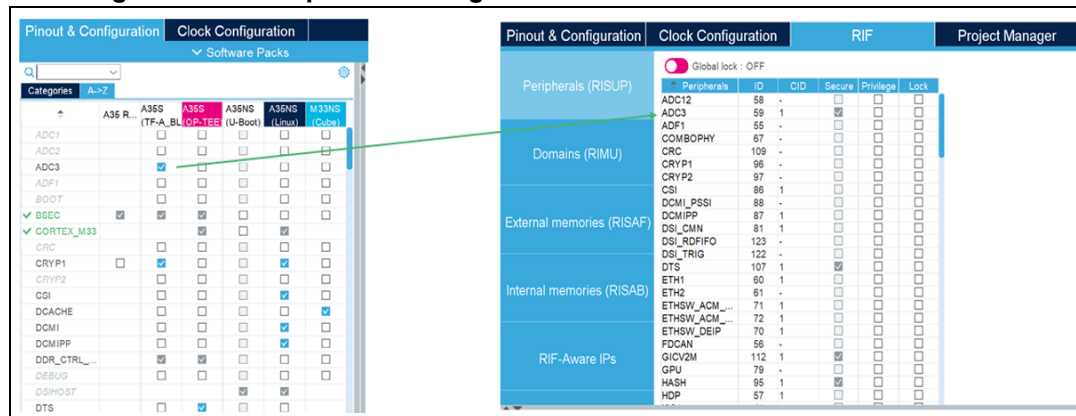 Pinout & Configuration Clock Configuration
Software Packs
Categories A->Z
A35 R... A35S (TF-A_BL A35S (OP-TEE) A35NS (U-Boot) A35NS (Linux) M33NS (Cube)
ADC1
ADC2
ADC3
ADF1
BOOT
BSEC
CORTEX_M33
CRC
CRYP1
CRYP2
CSI
DCACHE
DCMI
DCMIPP
DDR_CTRL_...
DEBUG
DSIHOST
DTS
Pinout & Configuration Clock Configuration RIF Project Manager
Peripherals (RISUP)
Domains (RIMU)
External memories (RISAF)
Internal memories (RISAB)
RIF-Aware IPs
Global lock : OFF
Peripherals ID CID Secure Privilege Lock
ADC12 58 -
ADC3 59 1
ADF1 55 -
COMBOPHY 67 -
CRC 109 -
CRYP1 96 -
CRYP2 97 -
CSI 86 1
DCMI_PSSI 88 -
DCMIPP 87 1
DSI_CMN 81 1
DSI_RDFIFO 123 -
DSI_TRIG 122 -
DTS 107 1
ETH1 60 1
ETH2 61 -
ETHSW_ACM_... 71 1
ETHSW_ACM_... 72 1
ETHSW_DEIP 70 1
FDCAN 56 -
GICV2M 112 1
GPU 79 -
HASH 95 1
HDP 57 1